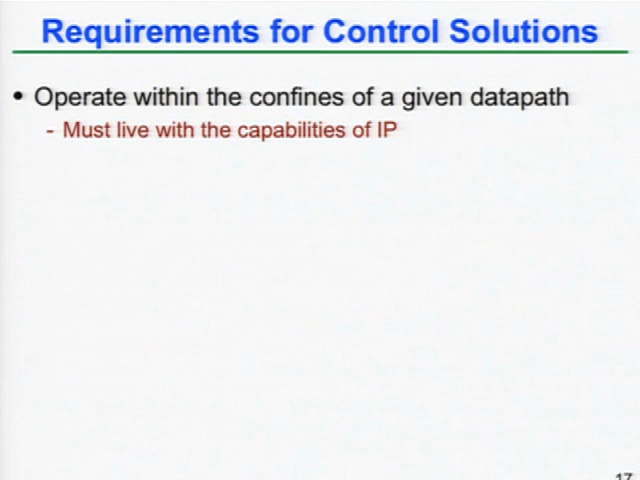 Requirements for Control Solutions
• Operate within the confines of a given datapath
- Must live with the capabilities of IP
17